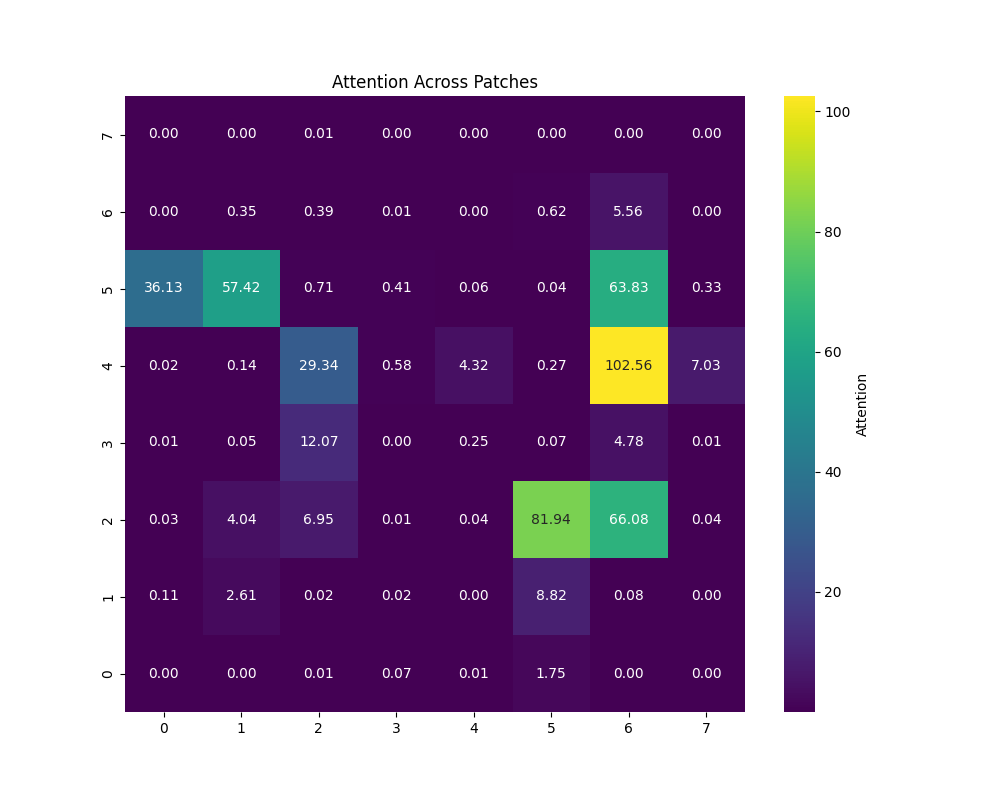 Attention Across Patches
7 0.00 0.00 0.01 0.00 0.00 0.00 0.00 0.00
6 0.00 0.35 0.39 0.01 0.00 0.62 5.56 0.00
5 36.13 57.42 0.71 0.41 0.06 0.04 63.83 0.33
4 0.02 0.14 29.34 0.58 4.32 0.27 102.56 7.03
3 0.01 0.05 12.07 0.00 0.25 0.07 4.78 0.01
2 0.03 4.04 6.95 0.01 0.04 81.94 66.08 0.04
1 0.11 2.61 0.02 0.02 0.00 8.82 0.08 0.00
0 0.00 0.00 0.01 0.07 0.01 1.75 0.00 0.00
0 1 2 3 4 5 6 7
100
80
60
40
20
Attention